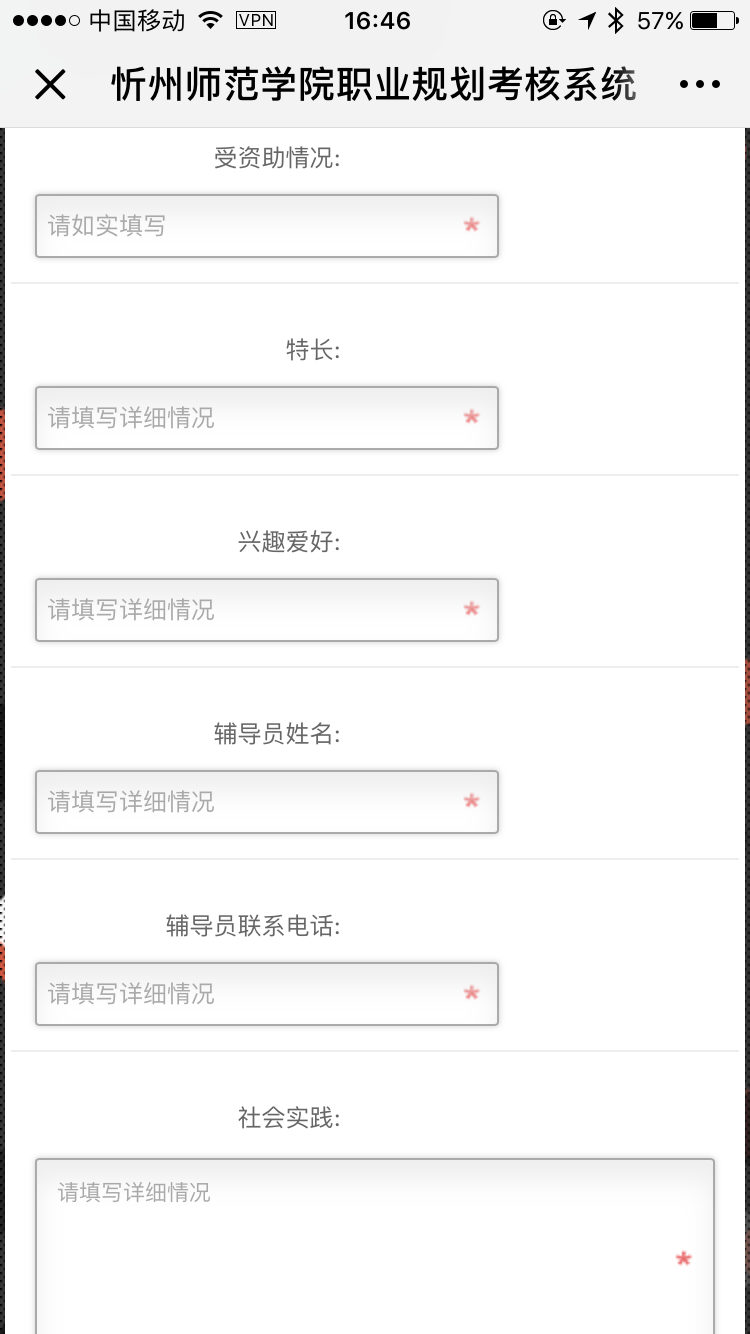 中国移动 VPN 16:46 57%
忻州师范学院职业规划考核系统
受资助情况:
请如实填写 *
特长:
请填写详细情况 *
兴趣爱好:
请填写详细情况 *
辅导员姓名:
请填写详细情况 *
辅导员联系电话:
请填写详细情况 *
社会实践:
请填写详细情况
*